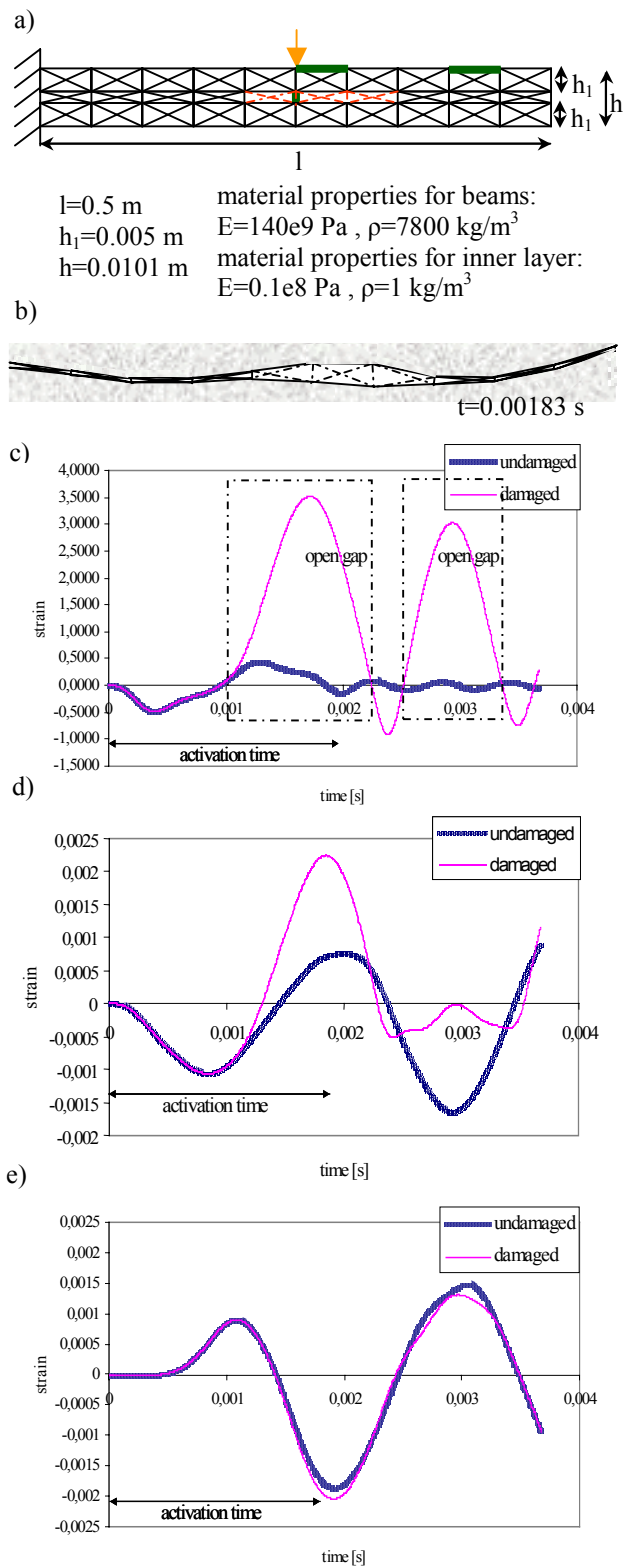 a)
h₁
h
h₁
l
l=0.5 m
h₁=0.005 m
h=0.0101 m
material properties for beams:
E=140e9 Pa , ρ=7800 kg/m³
material properties for inner layer:
E=0.1e8 Pa , ρ=1 kg/m³
b)
t=0.00183 s
c)
4,0000
3,5000
3,0000
2,5000
2,0000
1,5000
1,0000
0,5000
0,0000
-0,5000
-1,0000
-1,5000
strain
undamaged
damaged
open gap
open gap
0
0,001
0,002
0,003
0,004
activation time
time [s]
d)
0,0025
0,002
0,0015
0,001
0,0005
0
-0,0005
-0,001
-0,0015
-0,002
strain
undamaged
damaged
0
0,001
0,002
0,003
0,004
activation time
time [s]
e)
0,0025
0,002
0,0015
0,001
0,0005
0
-0,0005
-0,001
-0,0015
-0,002
-0,0025
strain
undamaged
damaged
0
0,001
0,002
0,003
0,004
activation time
time [s]